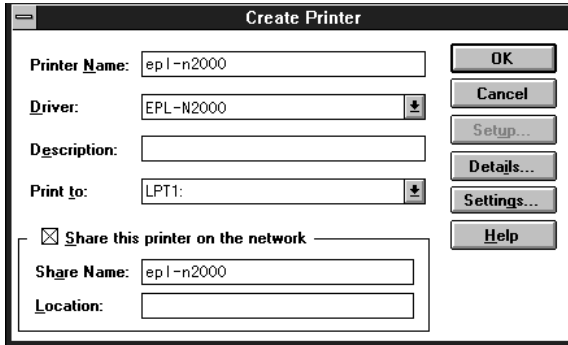 Create Printer
Printer Name: epl-n2000
OK
Driver: EPL-N2000
Cancel
Setup...
Description:
Details...
Print to: LPT1:
Settings...
Share this printer on the network
Help
Share Name: epl-n2000
Location: